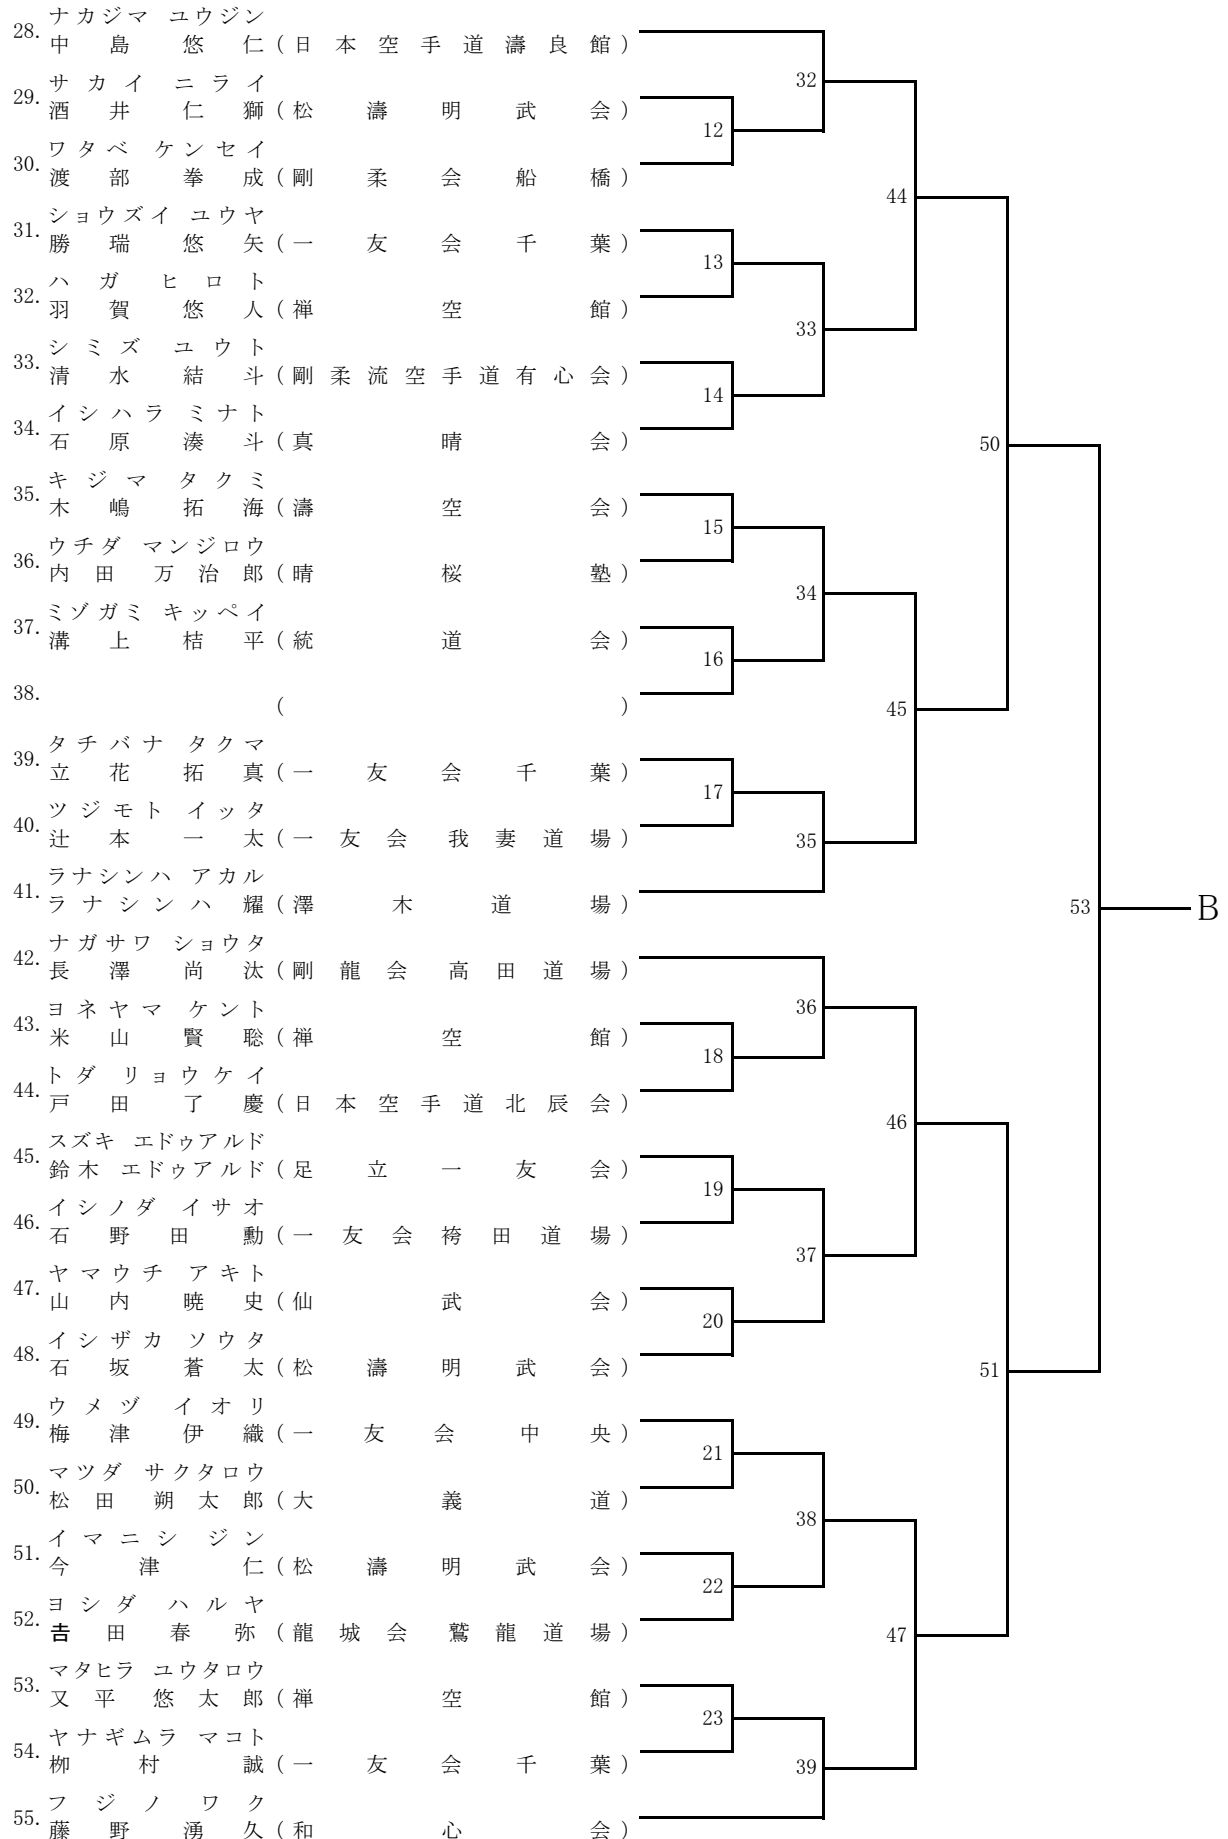 ナカジマ ユウジン
28. 中島 悠仁 (日本空手道濤良館)
サカイ ニライ
29. 酒井 仁獅 (松濤明武会)
ワタベ ケンセイ
30. 渡部 拳成 (剛柔会船橋)
ショウズイ ユウヤ
31. 勝瑞 悠矢 (一友会千葉)
ハガ ヒロト
32. 羽賀 悠人 (禅空館)
シミズ ユウト
33. 清水 結斗 (剛柔流空手道有心会)
イシハラ ミナト
34. 石原 湊斗 (真晴会)
キジマ タクミ
35. 木嶋 拓海 (濤空会)
ウチダ マンジロウ
36. 内田 万治郎 (晴桜塾)
ミゾガミ キッペイ
37. 溝上 桔平 (統道会)
38. ( )
タチバナ タクマ
39. 立花 拓真 (一友会千葉)
ツジモト イッタ
40. 辻本 一太 (一友会 我妻道場)
ラナシンハ アカル
41. ラナシンハ 耀 (澤木道場)
ナガサワ ショウタ
42. 長澤 尚汰 (剛龍会 高田道場)
ヨネヤマ ケント
43. 米山 賢聡 (禅空館)
トダ リョウケイ
44. 戸田 了慶 (日本空手道北辰会)
スズキ エドゥアルド
45. 鈴木 エドゥアルド (足立一友会)
イシノダ イサオ
46. 石野田 勳 (一友会袴田道場)
ヤマウチ アキト
47. 山内 暁史 (仙武会)
イシザカ ソウタ
48. 石坂 蒼太 (松濤明武会)
ウメヅ イオリ
49. 梅津 伊織 (一友会中央)
マツダ サクタロウ
50. 松田 朔太郎 (大義道)
イマニシ ジン
51. 今津 仁 (松濤明武会)
ヨシダ ハルヤ
52. 𠮷田 春弥 (龍城会 鷲龍道場)
マタヒラ ユウタロウ
53. 又平 悠太郎 (禅空館)
ヤナギムラ マコト
54. 栁村 誠 (一友会千葉)
フジノ ワク
55. 藤野 湧久 (和心会)
12
13
14
15
16
17
18
19
20
21
22
23
32
33
34
35
36
37
38
39
44
45
46
47
50
51
53
B